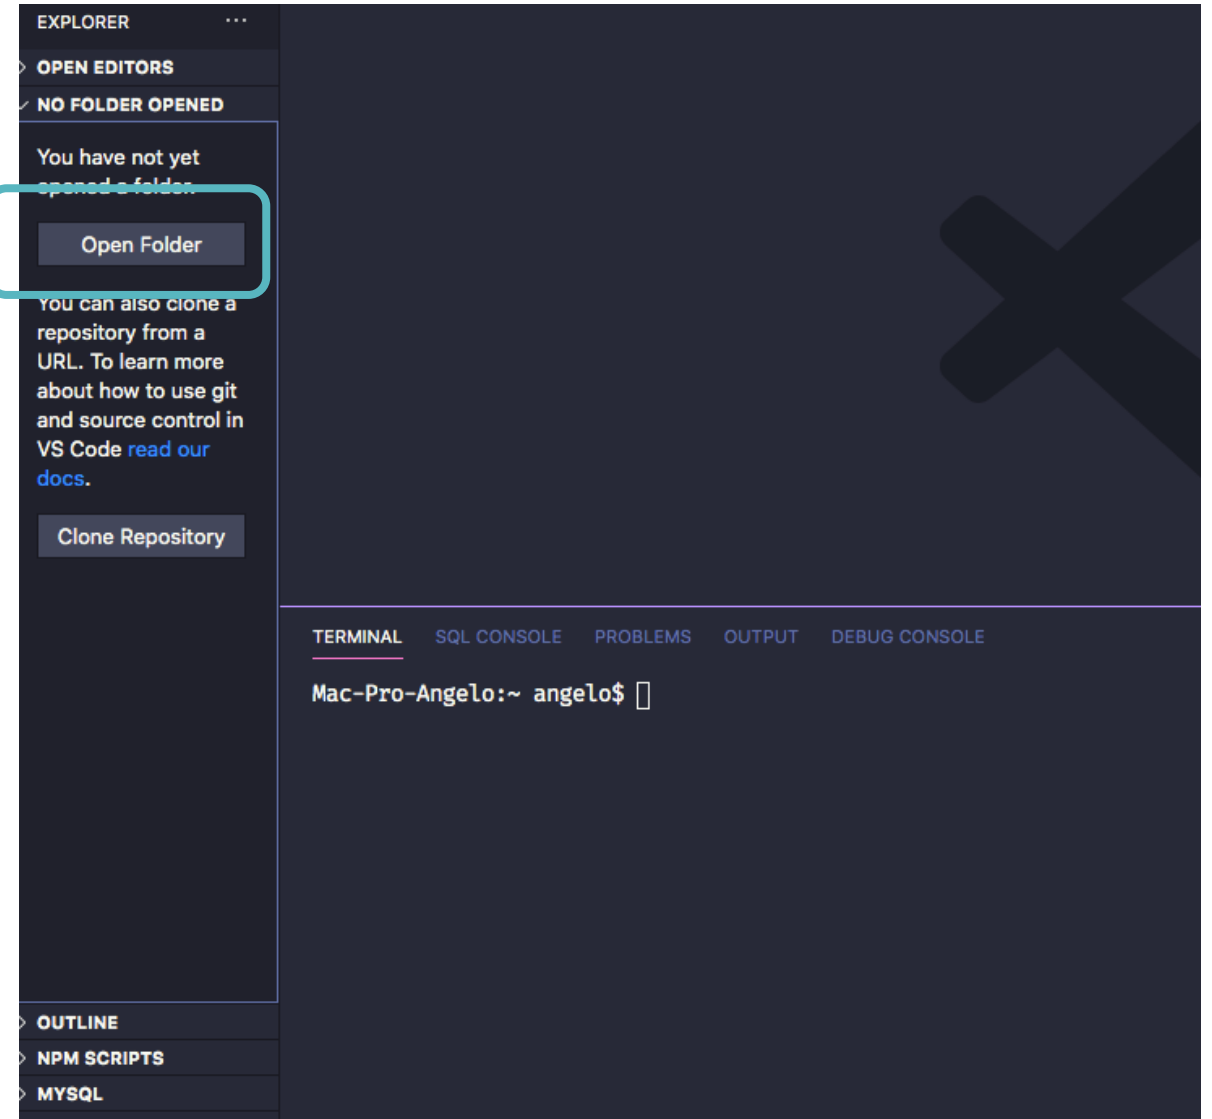 EXPLORER ···
OPEN EDITORS
NO FOLDER OPENED
You have not yet
opened a folder.
Open Folder
You can also clone a
repository from a
URL. To learn more
about how to use git
and source control in
VS Code read our
docs.
Clone Repository
TERMINAL SQL CONSOLE PROBLEMS OUTPUT DEBUG CONSOLE
Mac-Pro-Angelo:~ angelo$
OUTLINE
NPM SCRIPTS
MYSQL